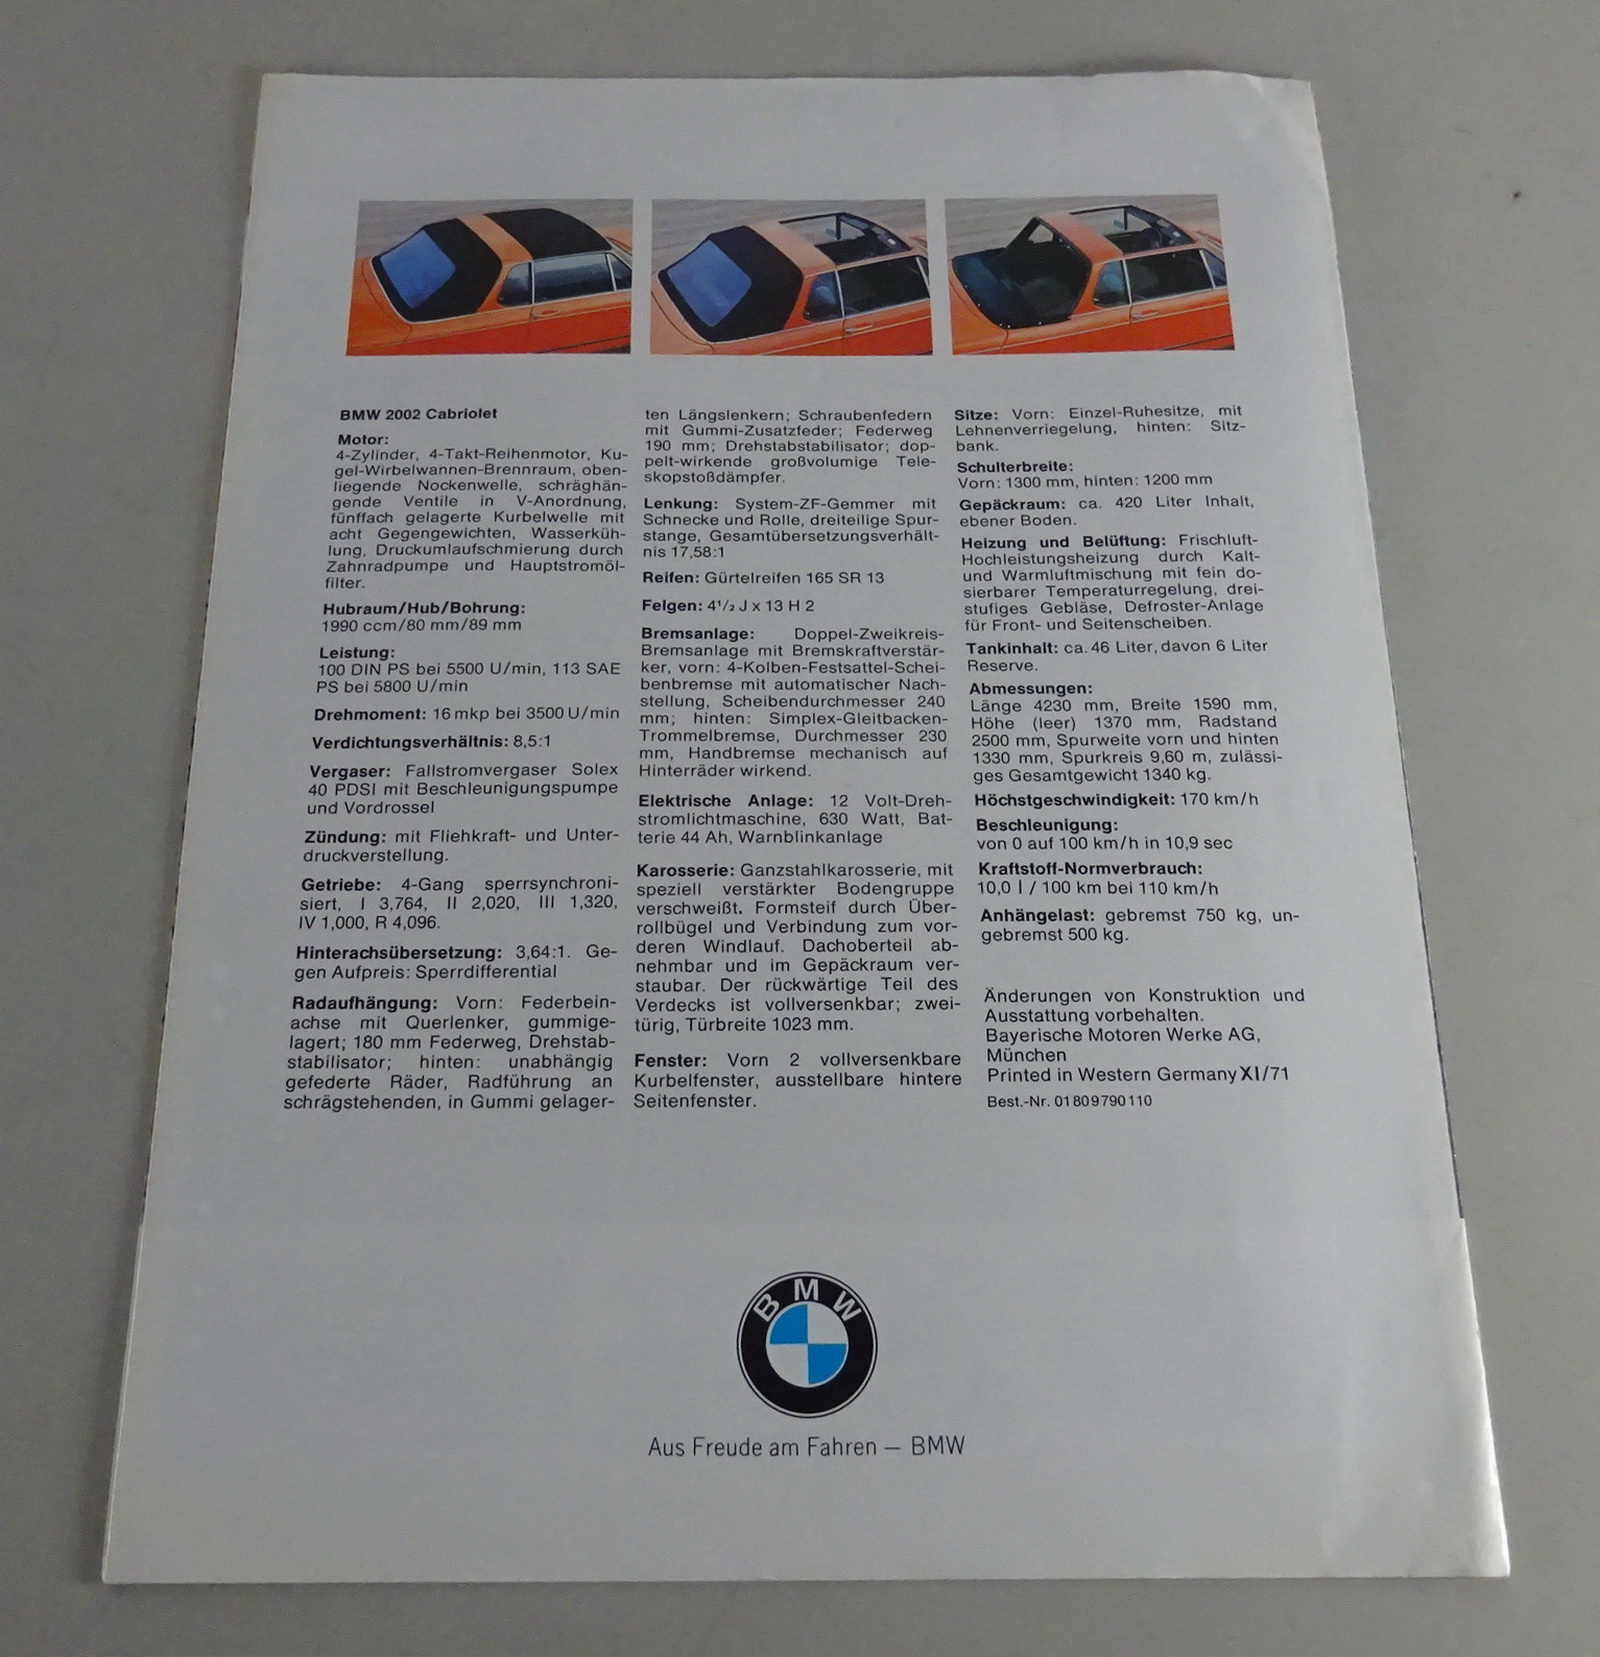 BMW 2002 Cabriolet
Motor:
4-Zylinder, 4-Takt-Reihenmotor, Ku-
gel-Wirbelwannen-Brennraum, oben-
liegende Nockenwelle, schräghän-
gende Ventile in V-Anordnung,
fünffach gelagerte Kurbelwelle mit
acht Gegengewichten, Wasserküh-
lung, Druckumlaufschmierung durch
Zahnradpumpe und Hauptstromöl-
filter.
Hubraum/Hub/Bohrung:
1990 ccm/80 mm/89 mm
Leistung:
100 DIN PS bei 5500 U/min, 113 SAE
PS bei 5800 U/min
Drehmoment: 16 mkp bei 3500 U/min
Verdichtungsverhältnis: 8,5:1
Vergaser: Fallstromvergaser Solex
40 PDSI mit Beschleunigungspumpe
und Vordrossel
Zündung: mit Fliehkraft- und Unter-
druckverstellung.
Getriebe: 4-Gang sperrsynchroni-
siert, I 3,764, II 2,020, III 1,320,
IV 1,000, R 4,096.
Hinterachsübersetzung: 3,64:1. Ge-
gen Aufpreis: Sperrdifferential
Radaufhängung: Vorn: Federbein-
achse mit Querlenker, gummige-
lagert; 180 mm Federweg, Drehstab-
stabilisator; hinten: unabhängig
gefederte Räder, Radführung an
schrägstehenden, in Gummi gelager-
ten Längslenkern; Schraubenfedern
mit Gummi-Zusatzfeder; Federweg
190 mm; Drehstabstabilisator; dop-
pelt-wirkende großvolumige Tele-
skopstoßdämpfer.
Lenkung: System-ZF-Gemmer mit
Schnecke und Rolle, dreiteilige Spur-
stange, Gesamtübersetzungsverhält-
nis 17,58:1
Reifen: Gürtelreifen 165 SR 13
Felgen: 4½ J x 13 H 2
Bremsanlage: Doppel-Zweikreis-
Bremsanlage mit Bremskraftverstär-
ker, vorn: 4-Kolben-Festsattel-Schei-
benbremse mit automatischer Nach-
stellung, Scheibendurchmesser 240
mm; hinten: Simplex-Gleitbacken-
Trommelbremse, Durchmesser 230
mm, Handbremse mechanisch auf
Hinterräder wirkend.
Elektrische Anlage: 12 Volt-Dreh-
stromlichtmaschine, 630 Watt, Bat-
terie 44 Ah, Warnblinkanlage
Karosserie: Ganzstahlkarosserie, mit
speziell verstärkter Bodengruppe
verschweißt. Formsteif durch Über-
rollbügel und Verbindung zum vor-
deren Windlauf. Dachoberteil ab-
nehmbar und im Gepäckraum ver-
staubar. Der rückwärtige Teil des
Verdecks ist vollversenkbar; zwei-
türig, Türbreite 1023 mm.
Fenster: Vorn 2 vollversenkbare
Kurbelfenster, ausstellbare hintere
Seitenfenster.
Sitze: Vorn: Einzel-Ruhesitze, mit
Lehnenverriegelung, hinten: Sitz-
bank.
Schulterbreite:
Vorn: 1300 mm, hinten: 1200 mm
Gepäckraum: ca. 420 Liter Inhalt,
ebener Boden.
Heizung und Belüftung: Frischluft-
Hochleistungsheizung durch Kalt-
und Warmluftmischung mit fein do-
sierbarer Temperaturregelung, drei-
stufiges Gebläse, Defroster-Anlage
für Front- und Seitenscheiben.
Tankinhalt: ca. 46 Liter, davon 6 Liter
Reserve.
Abmessungen:
Länge 4230 mm, Breite 1590 mm,
Höhe (leer) 1370 mm, Radstand
2500 mm, Spurweite vorn und hinten
1330 mm, Spurkreis 9,60 m, zulässi-
ges Gesamtgewicht 1340 kg.
Höchstgeschwindigkeit: 170 km/h
Beschleunigung:
von 0 auf 100 km/h in 10,9 sec
Kraftstoff-Normverbrauch:
10,0 l / 100 km bei 110 km/h
Anhängelast: gebremst 750 kg, un-
gebremst 500 kg.
Änderungen von Konstruktion und
Ausstattung vorbehalten.
Bayerische Motoren Werke AG,
München
Printed in Western Germany XI/71
Best.-Nr. 01 809790110
BMW
Aus Freude am Fahren – BMW